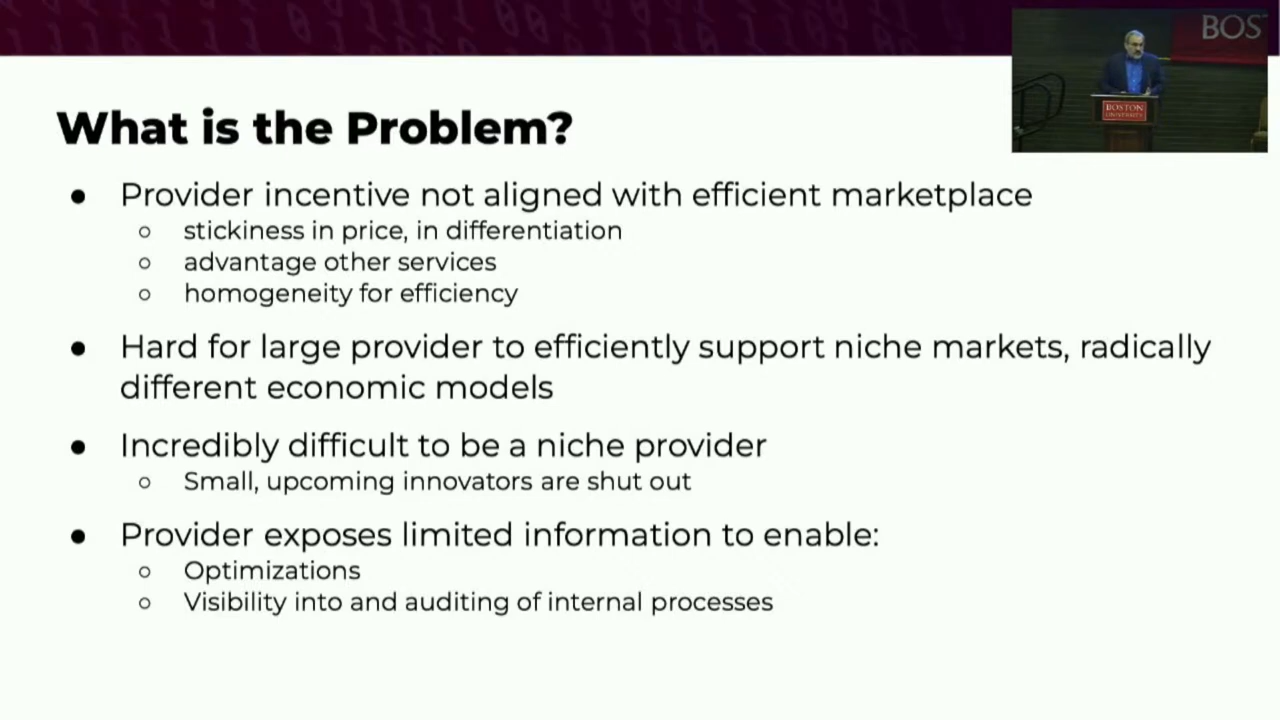 BOS
BOSTON
UNIVERSITY
What is the Problem?
● Provider incentive not aligned with efficient marketplace
○ stickiness in price, in differentiation
○ advantage other services
○ homogeneity for efficiency
● Hard for large provider to efficiently support niche markets, radically
different economic models
● Incredibly difficult to be a niche provider
○ Small, upcoming innovators are shut out
● Provider exposes limited information to enable:
○ Optimizations
○ Visibility into and auditing of internal processes